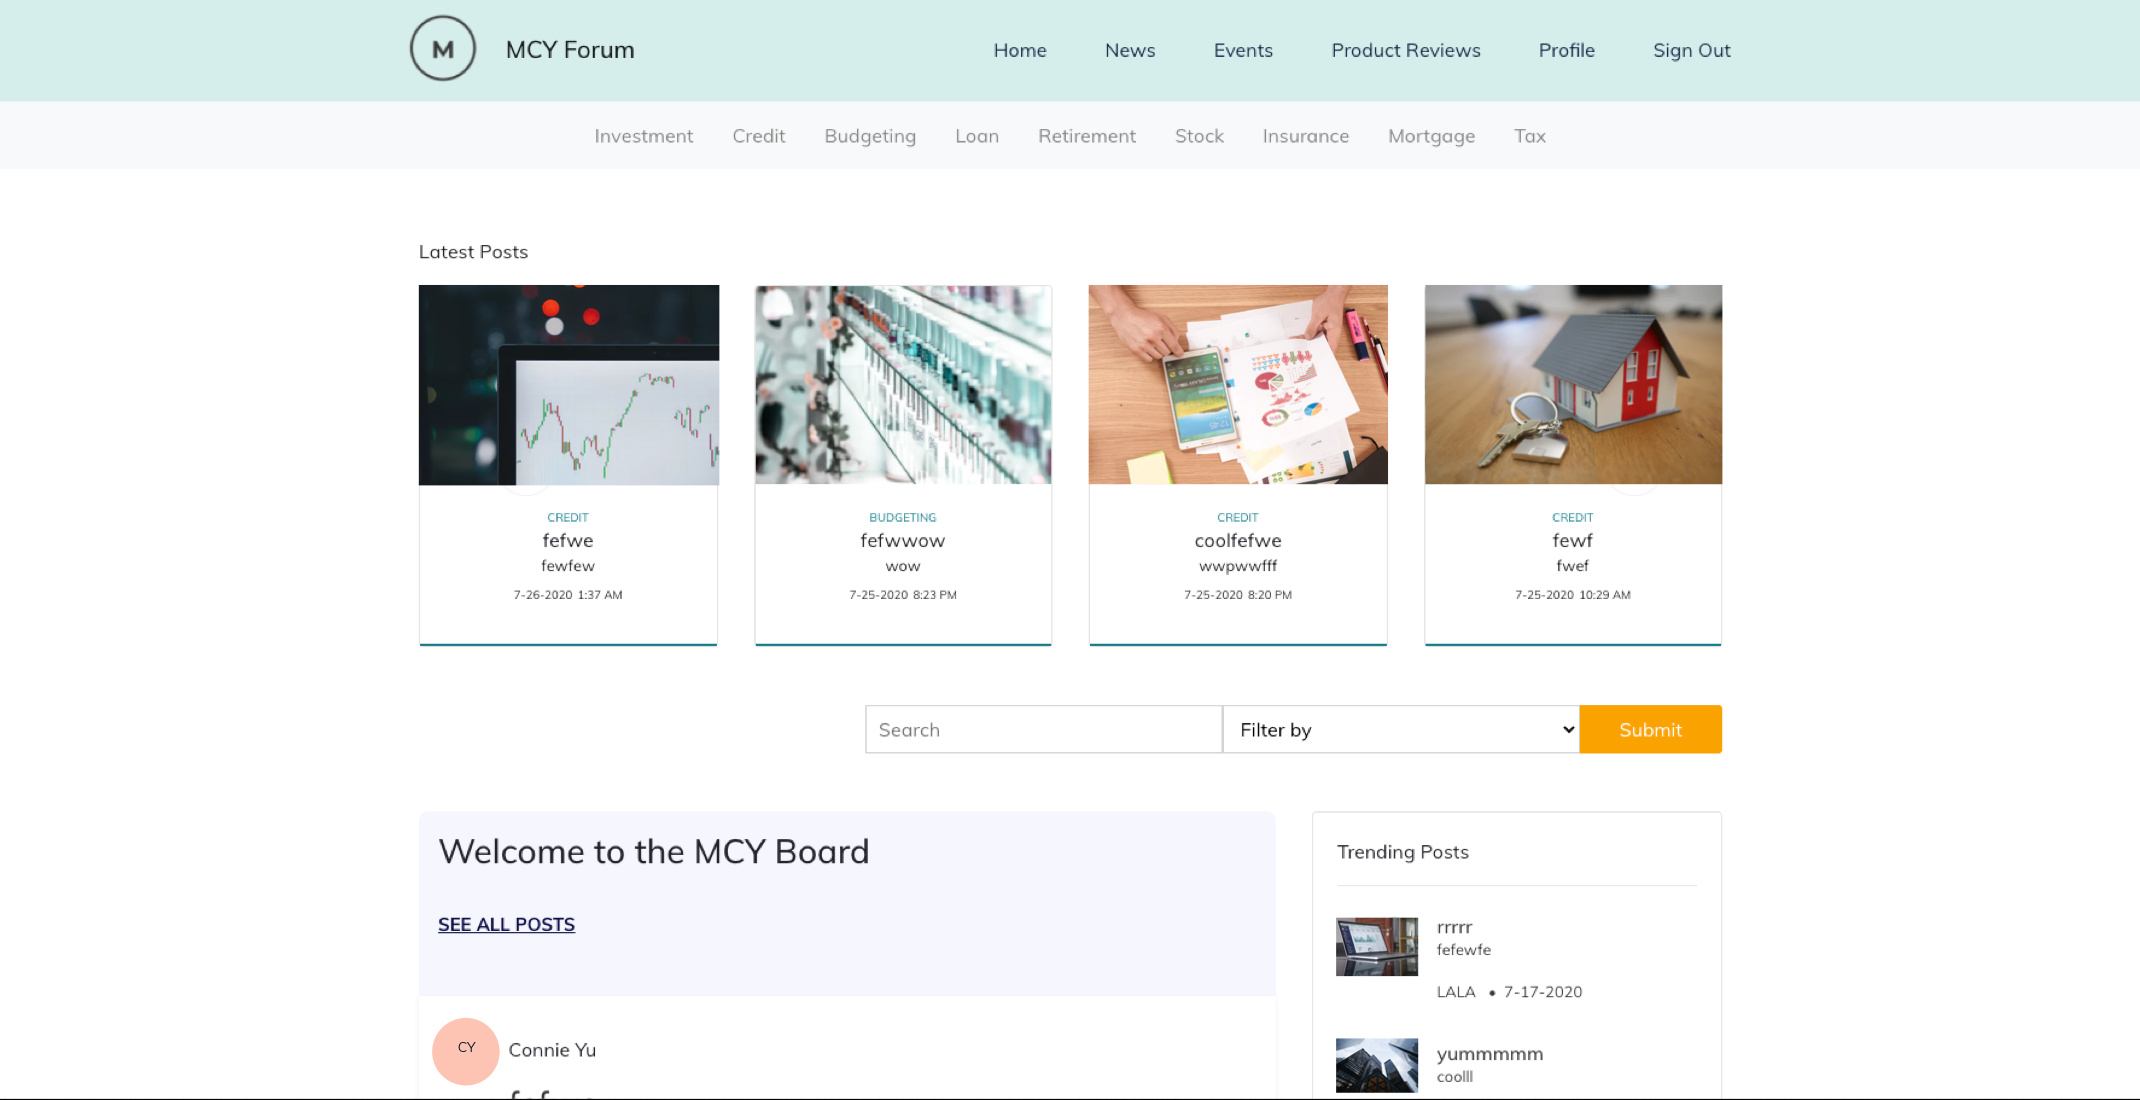 M
MCY Forum
Home News Events Product Reviews Profile Sign Out
Investment Credit Budgeting Loan Retirement Stock Insurance Mortgage Tax
Latest Posts
CREDIT
fefwe
fewfew
7-26-2020 1:37 AM
BUDGETING
fefwwow
wow
7-25-2020 8:23 PM
CREDIT
coolfefwe
wwpwwfff
7-25-2020 8:20 PM
CREDIT
fewf
fwef
7-25-2020 10:29 AM
Search
Filter by
Submit
Welcome to the MCY Board
SEE ALL POSTS
CY
Connie Yu
Trending Posts
rrrrr
fefewfe
LALA • 7-17-2020
yummmmm
coolll